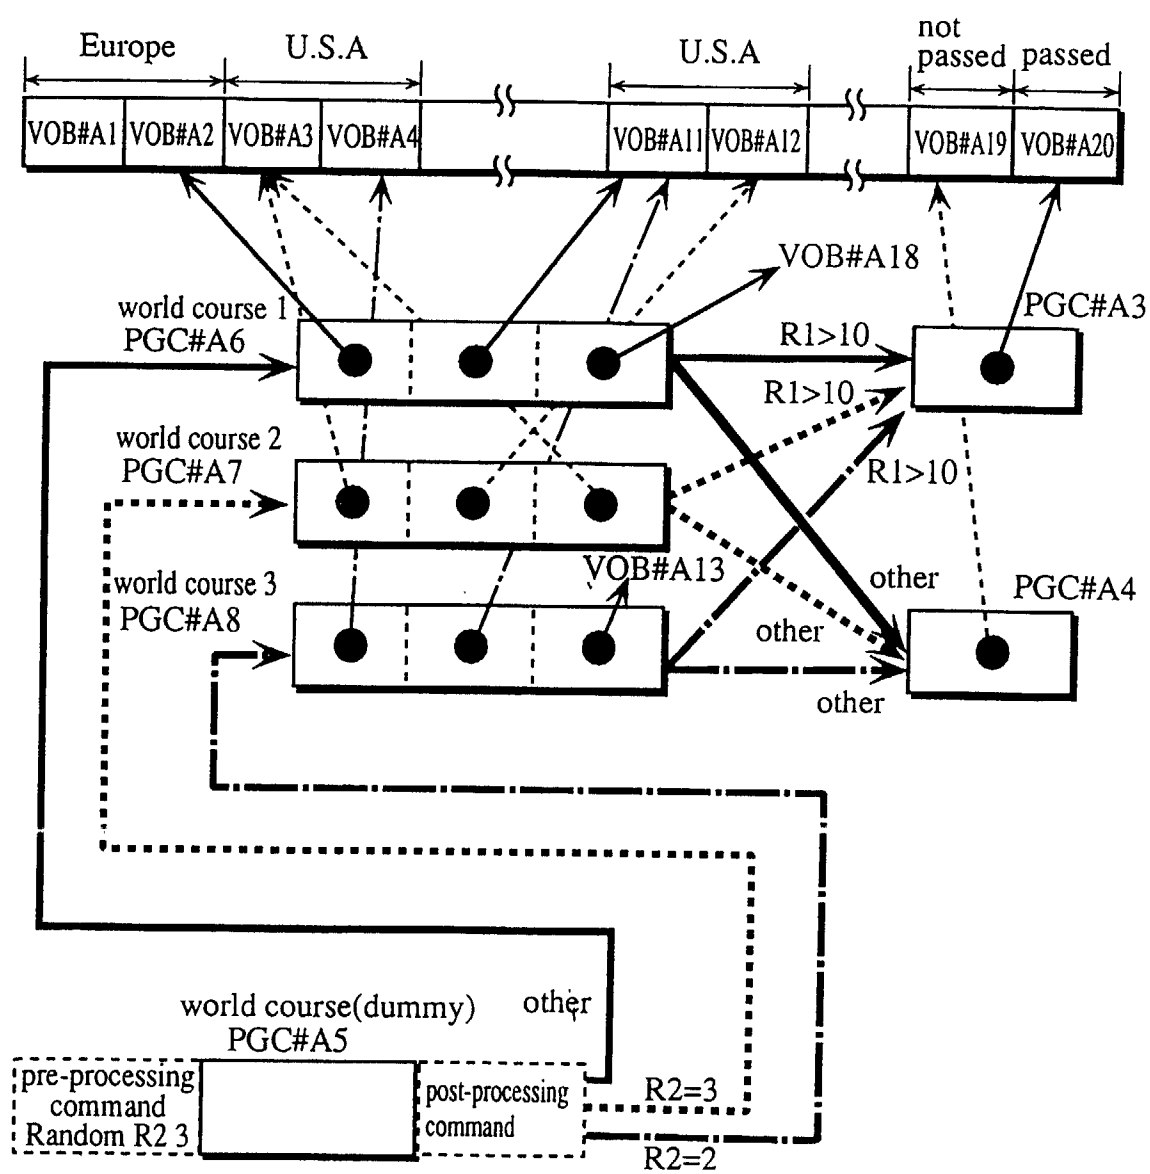 Europe
U.S.A
U.S.A
not
passed
passed
VOB#A1
VOB#A2
VOB#A3
VOB#A4
VOB#A11
VOB#A12
VOB#A19
VOB#A20
VOB#A18
world course 1
PGC#A6
R1>10
PGC#A3
R1>10
world course 2
PGC#A7
R1>10
VOB#A13
world course 3
PGC#A8
other
PGC#A4
other
other
world course(dummy)
PGC#A5
other
pre-processing
command
Random R2 3
post-processing
command
R2=3
R2=2